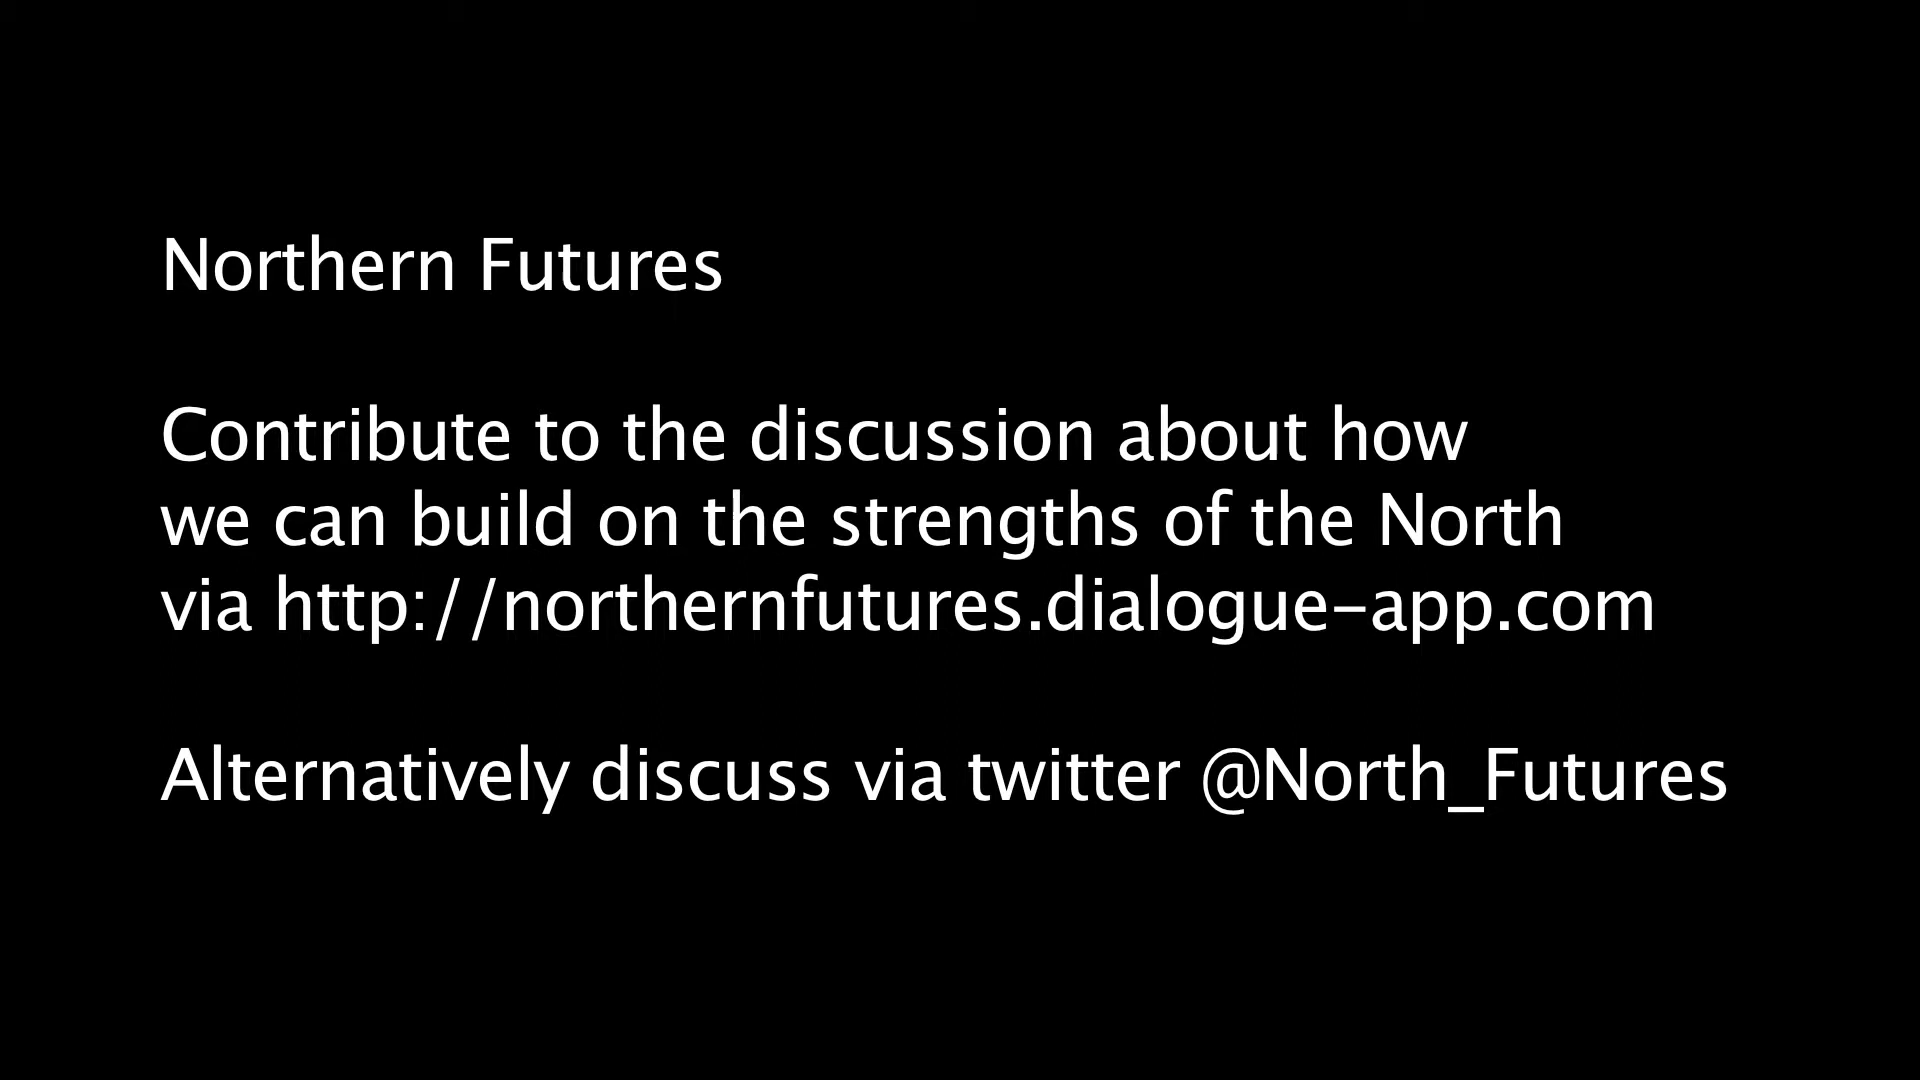 Northern Futures
Contribute to the discussion about how
we can build on the strengths of the North
via http://northernfutures.dialogue-app.com
Alternatively discuss via twitter @North_Futures